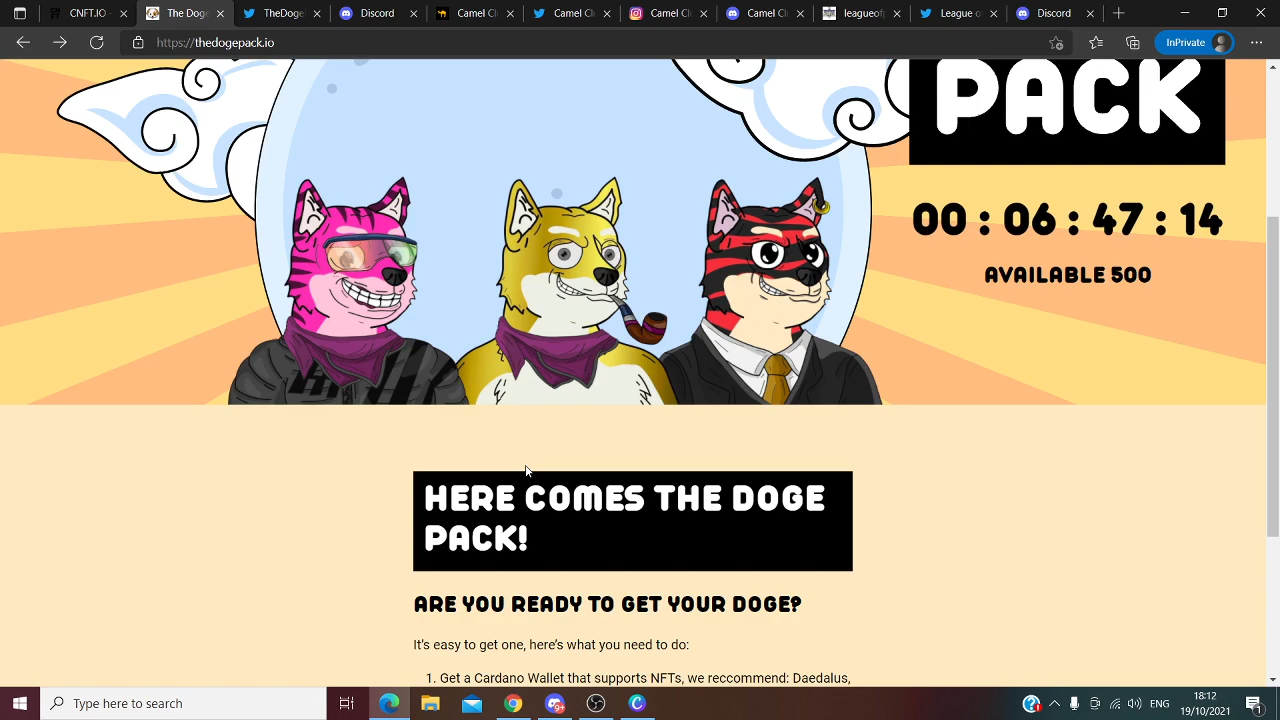 CNFT.IO -
The Doge
TheDoge
Discord
Camel Cl
Camel C
Camel Cl
Camel Cl
leagueof
League o
Discord
https://thedogepack.io
InPrivate
PACK
00 : 06 : 47 : 14
AVAILABLE 500
HERE COMES THE DOGE
PACK!
ARE YOU READY TO GET YOUR DOGE?
It's easy to get one, here's what you need to do:
1. Get a Cardano Wallet that supports NFTs, we reccommend: Daedalus,
Type here to search
ENG
18:12
19/10/2021